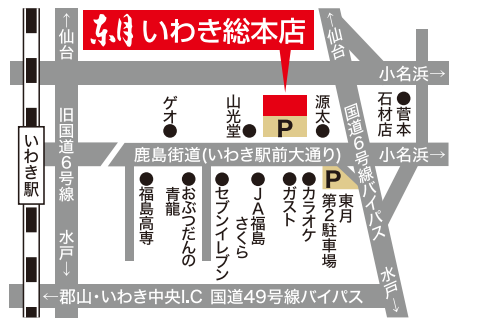 東月 いわき総本店
←仙台
←仙台
小名浜→
ゲオ
山光堂
P
源太
菅本
石材店
旧国道6号線
国道6号線バイパス
いわき駅
鹿島街道(いわき駅前大通り)
小名浜→
福島高専
おぶつだんの
青龍
セブンイレブン
JA福島
さくら
ガスト
カラオケ
P
東月
第2駐車場
水戸→
水戸→
←郡山・いわき中央I.C 国道49号線バイパス